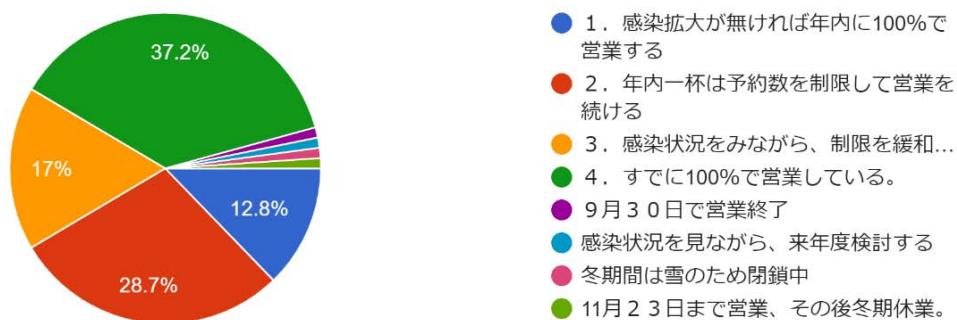 37.2%
17%
12.8%
28.7%
1．感染拡大が無ければ年内に100%で
営業する
2．年内一杯は予約数を制限して営業を
続ける
3．感染状況をみながら、制限を緩和...
4．すでに100%で営業している。
9月30日で営業終了
感染状況を見ながら、来年度検討する
冬期間は雪のため閉鎖中
11月23日まで営業、その後冬期休業。